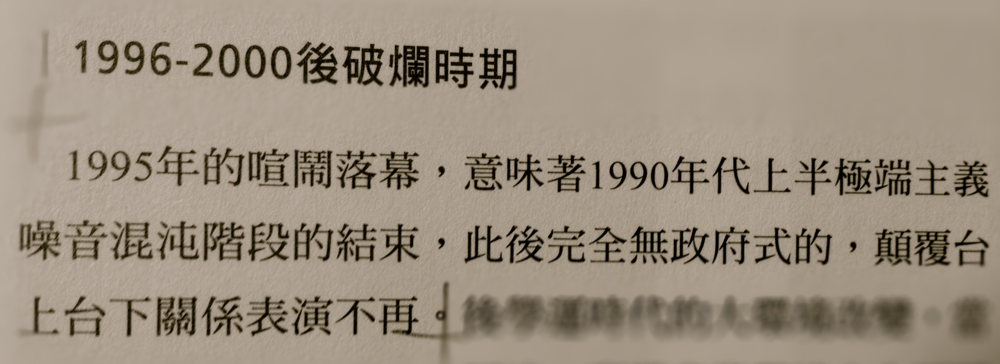 1996-2000後破爛時期
1995年的喧鬧落幕，意味著1990年代上半極端主義
噪音混沌階段的結束，此後完全無政府式的，顛覆台
上台下關係表演不再。